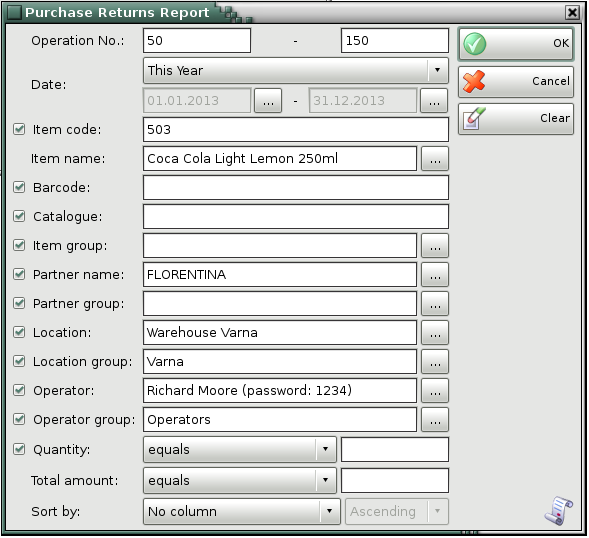 Purchase Returns Report
Operation No.: 50 - 150 OK
This Year
Date: Cancel
01.01.2013 ... - 31.12.2013 ...
Item code: 503 Clear
Item name: Coca Cola Light Lemon 250ml ...
Barcode:
Catalogue:
Item group: ...
Partner name: FLORENTINA ...
Partner group: ...
Location: Warehouse Varna ...
Location group: Varna ...
Operator: Richard Moore (password: 1234) ...
Operator group: Operators ...
Quantity: equals
Total amount: equals
Sort by: No column Ascending